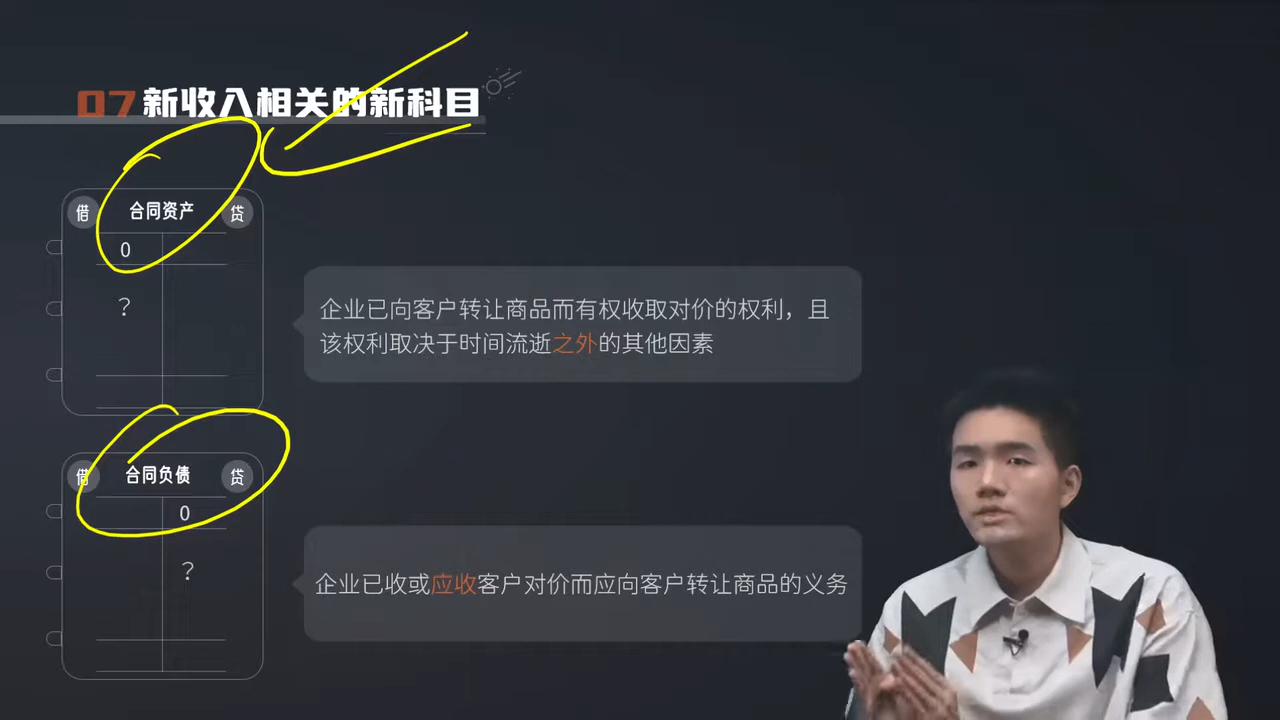 07 新收入相关的新科目
借 合同资产 贷
0
?
企业已向客户转让商品而有权收取对价的权利，且
该权利取决于时间流逝之外的其他因素
借 合同负债 贷
0
?
企业已收或应收客户对价而应向客户转让商品的义务